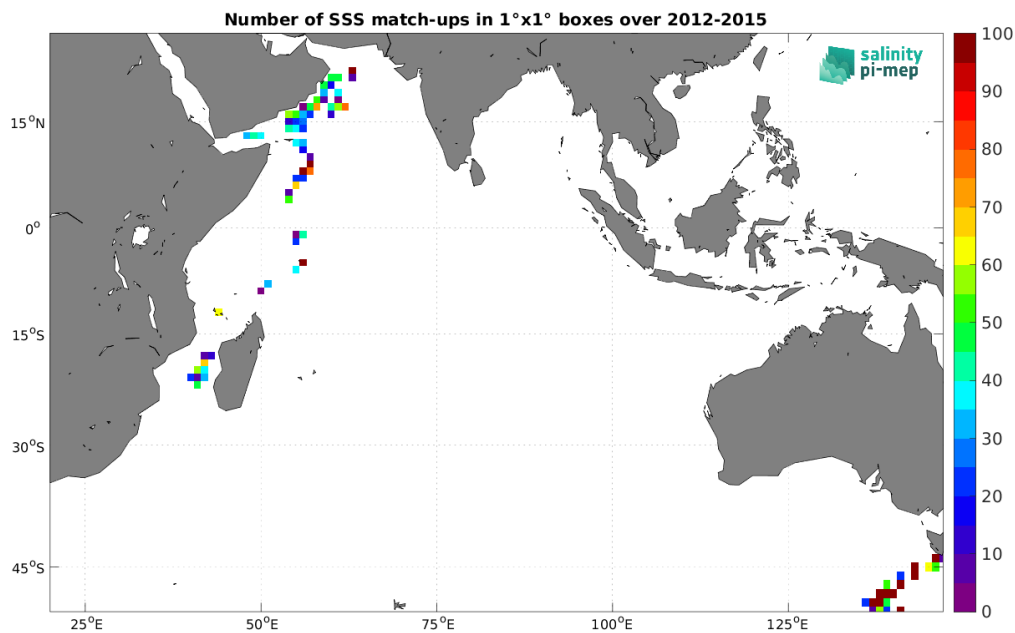 Number of SSS match-ups in 1°x1° boxes over 2012-2015
salinity
pi-mep
15°N
0°
15°S
30°S
45°S
25°E
50°E
75°E
100°E
125°E
100
90
80
70
60
50
40
30
20
10
0